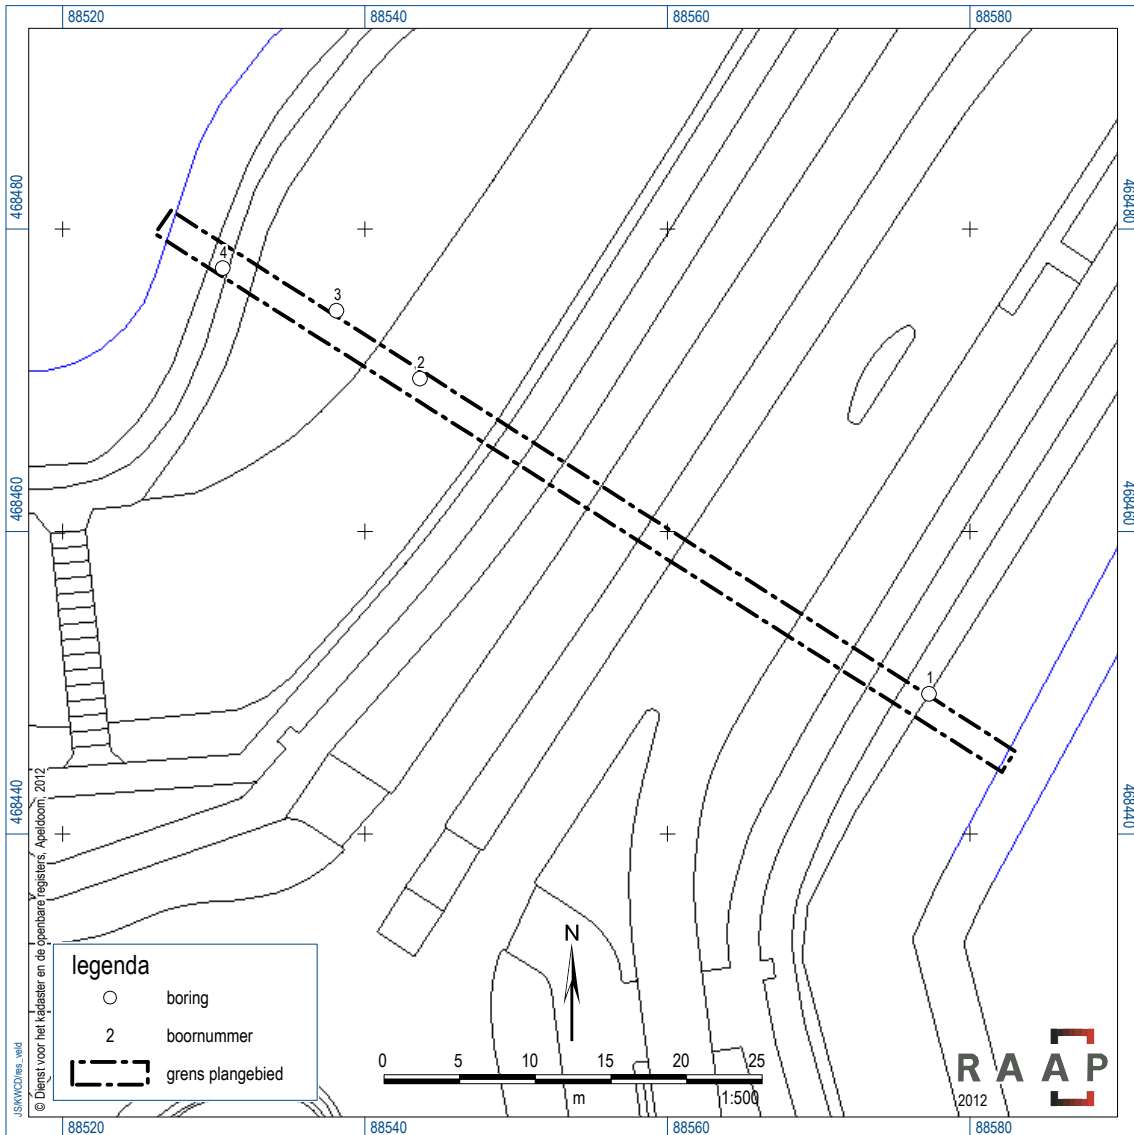 88520 88540 88560 88580
468480 468480
4
3
2
468460 468460
1
468440 468440
© Dienst voor het kadaster en de openbare registers, Apeldoorn, 2012
JS/KWCD/res_veld
legenda
boring
2 boornummer
grens plangebied
N
0 5 10 15 20 25
m 1:500
RAAP
2012
88520 88540 88560 88580